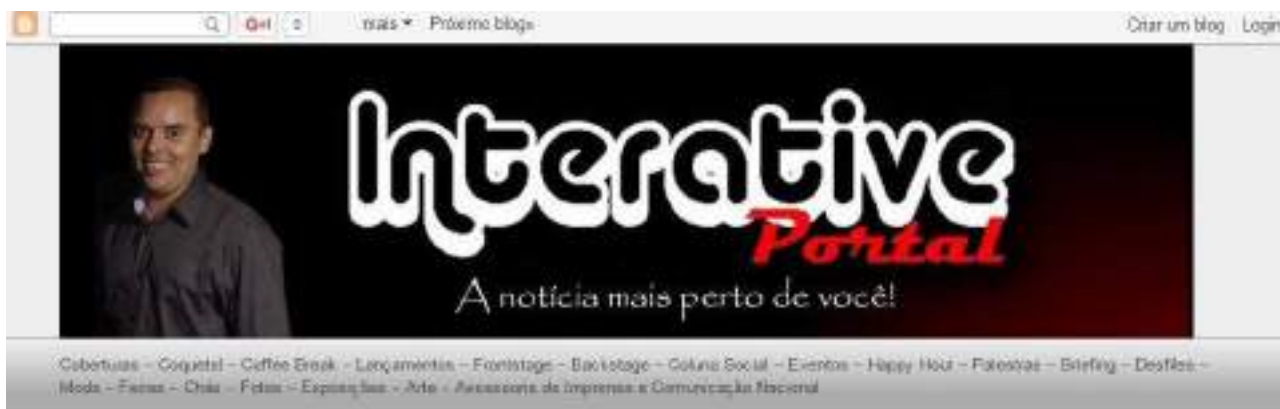 G+1 0 mais Próximo blog» Criar um blog Login
Interative
Portal
A notícia mais perto de você!
Coberturas – Coquetel – Coffee Break – Lançamentos – Frontstage – Backstage – Coluna Social – Eventos – Happy Hour – Palestras – Briefing – Desfiles –
Moda – Feiras – Chás – Fotos – Exposições – Arte – Assessoria de Imprensa e Comunicação Nacional